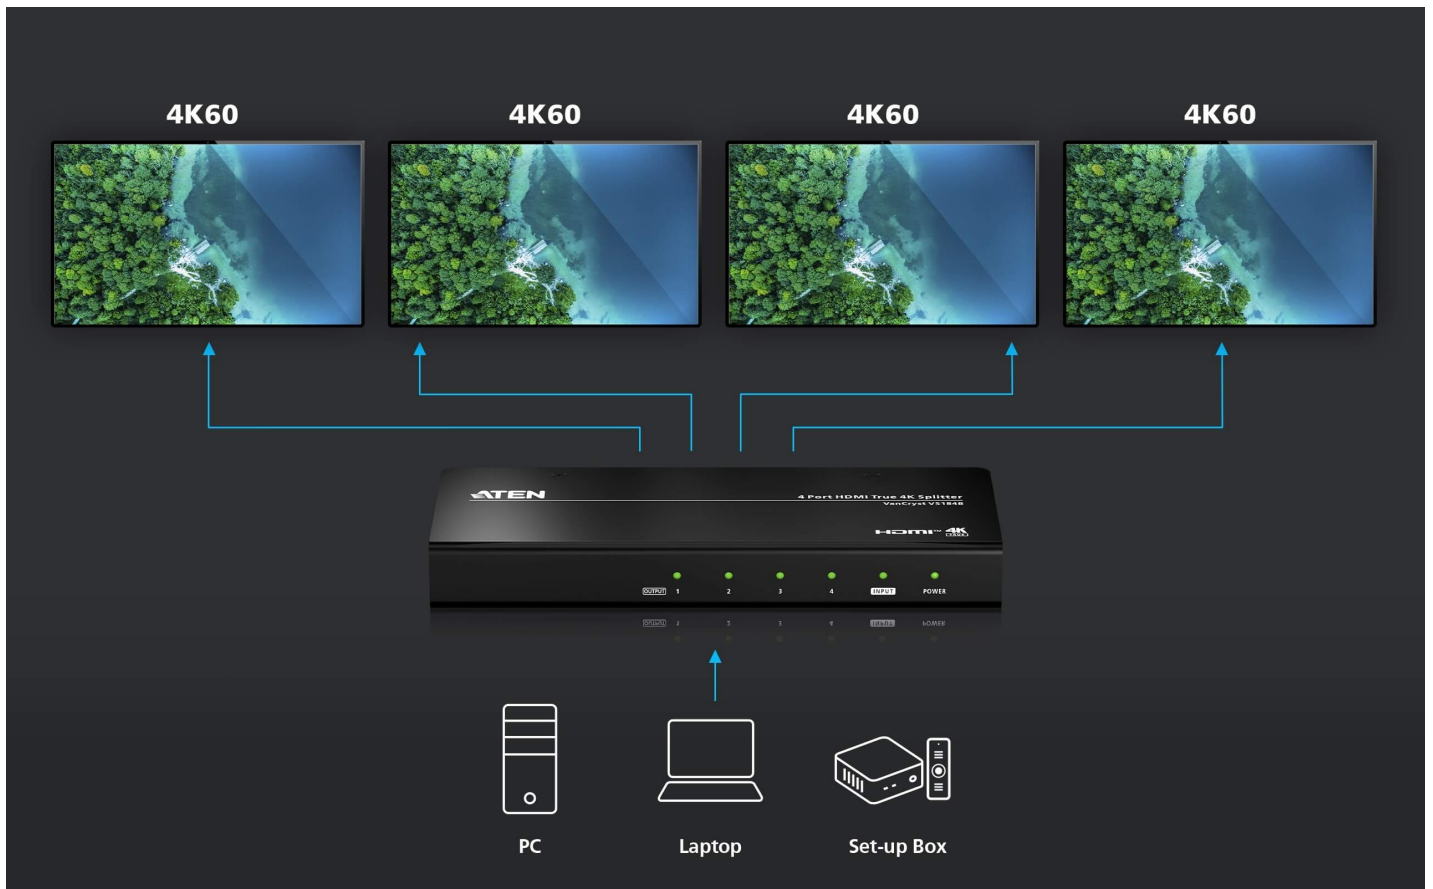 4K60 4K60 4K60 4K60
ATEN
4 Port HDMI True 4K Splitter
VanCryst VS184B
HDMI™ 4K
OUTPUT 1 2 3 4 INPUT POWER
PC Laptop Set-up Box